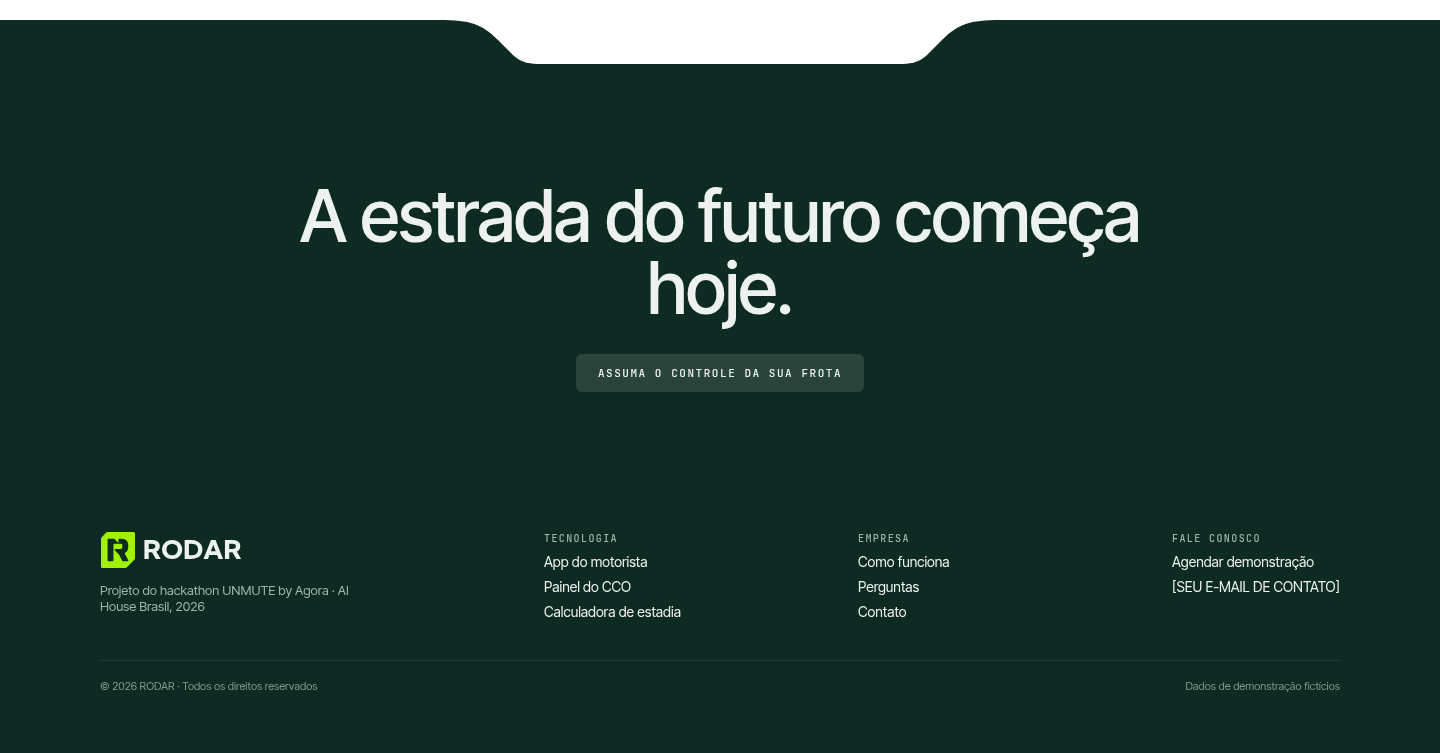 A estrada do futuro começa
hoje.
ASSUMA O CONTROLE DA SUA FROTA
RODAR
Projeto do hackathon UNMUTE by Agora · AI
House Brasil, 2026
TECNOLOGIA
App do motorista
Painel do CCO
Calculadora de estadia
EMPRESA
Como funciona
Perguntas
Contato
FALE CONOSCO
Agendar demonstração
[SEU E-MAIL DE CONTATO]
© 2026 RODAR · Todos os direitos reservados
Dados de demonstração fictícios